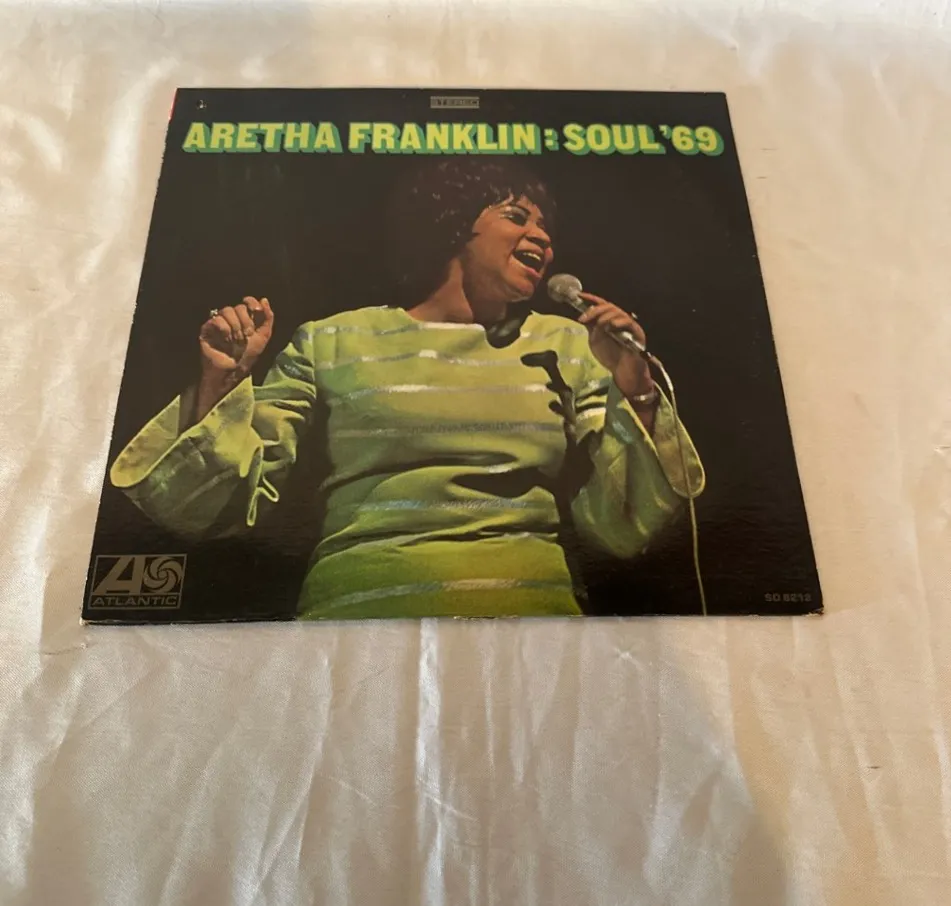 STEREO
ARETHA FRANKLIN: SOUL '69
ATLANTIC
SD 8212